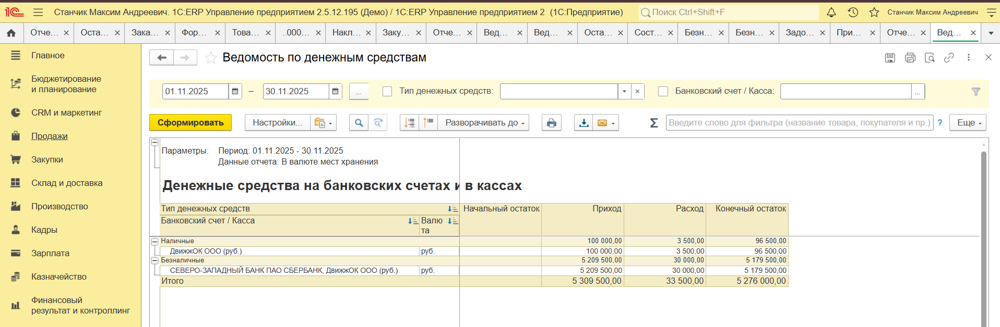 1С Станчик Максим Андреевич. 1С:ERP Управление предприятием 2.5.12.195 (Демо) / 1С:ERP Управление предприятием 2 (1С:Предприятие) Поиск Ctrl+Shift+F Станчик Максим Андреевич
Отче... × Оста... × Зака... × Фор... × Това... × ..000... × Накл... × Заку... × Отче... × Вед... × Вед... × Оста... × Сост... × Безн... × Безн... × Задо... × При... × Отче... × Вед... ×
Главное
Бюджетирование
и планирование
CRM и маркетинг
Продажи
Закупки
Склад и доставка
Производство
Кадры
Зарплата
Казначейство
Финансовый
результат и контроллинг
Ведомость по денежным средствам
01.11.2025 – 30.11.2025 ... Тип денежных средств: × Банковский счет / Касса: ...
Сформировать Настройки... Разворачивать до Σ Введите слово для фильтра (название товара, покупателя и пр.) ? Еще
Параметры: Период: 01.11.2025 - 30.11.2025
Данные отчета: В валюте мест хранения
Денежные средства на банковских счетах и в кассах
Тип денежных средств Начальный остаток Приход Расход Конечный остаток
Банковский счет / Касса Валю
та
Наличные 100 000,00 3 500,00 96 500,00
ДвижжОК ООО (руб.) руб. 100 000,00 3 500,00 96 500,00
Безналичные 5 209 500,00 30 000,00 5 179 500,00
СЕВЕРО-ЗАПАДНЫЙ БАНК ПАО СБЕРБАНК, ДвижжОК ООО (руб.) руб. 5 209 500,00 30 000,00 5 179 500,00
Итого 5 309 500,00 33 500,00 5 276 000,00